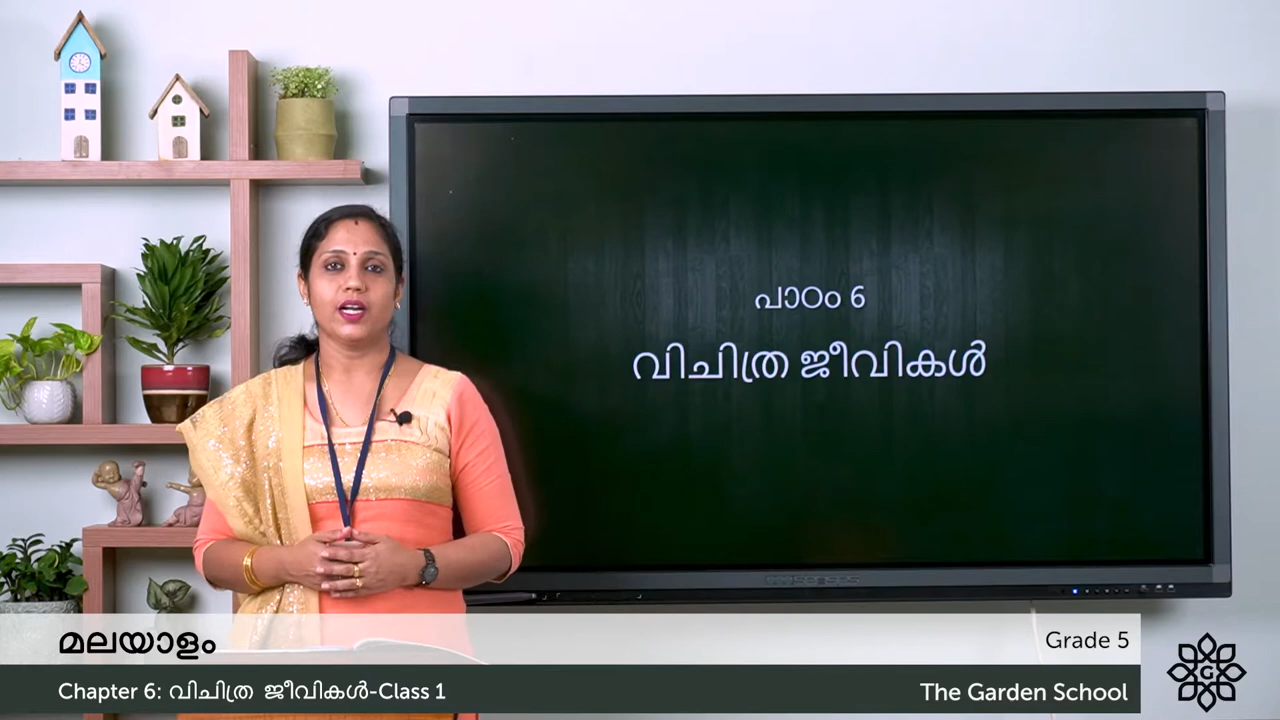 പാഠം 6
വിചിത്ര ജീവികൾ
മലയാളം
Grade 5
Chapter 6: വിചിത്ര ജീവികൾ-Class 1
The Garden School
G